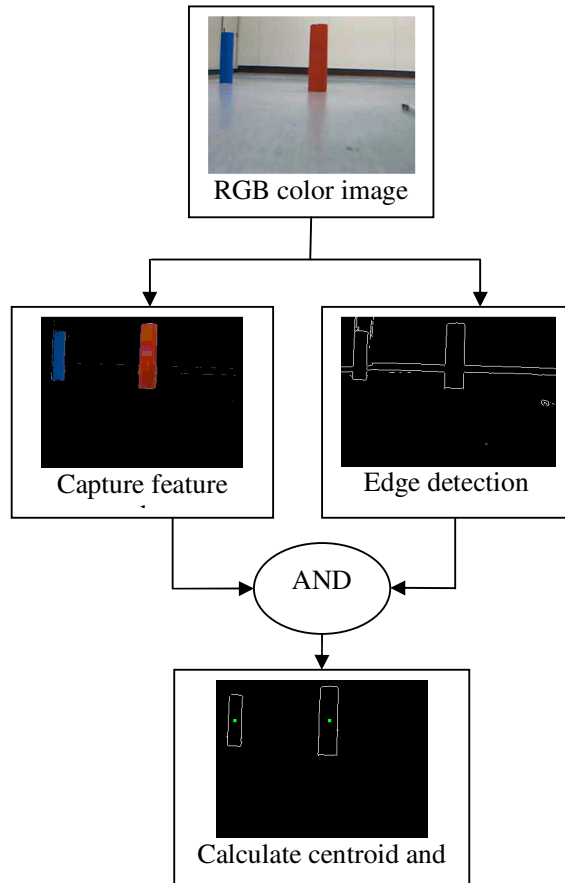 RGB color image
Capture feature
Edge detection
AND
Calculate centroid and